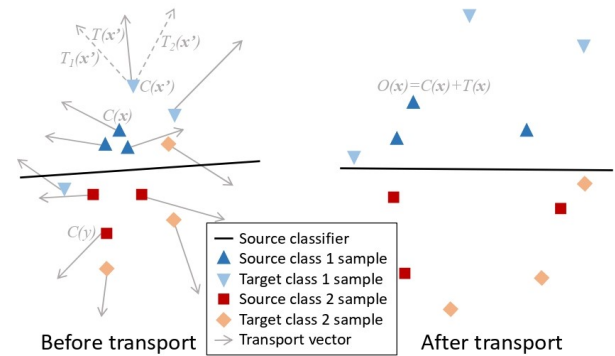 T(x')
T₁(x')
T₂(x')
C(x')
C(x)
C(y)
O(x)=C(x)+T(x)
Source classifier
Source class 1 sample
Target class 1 sample
Source class 2 sample
Target class 2 sample
Transport vector
Before transport
After transport